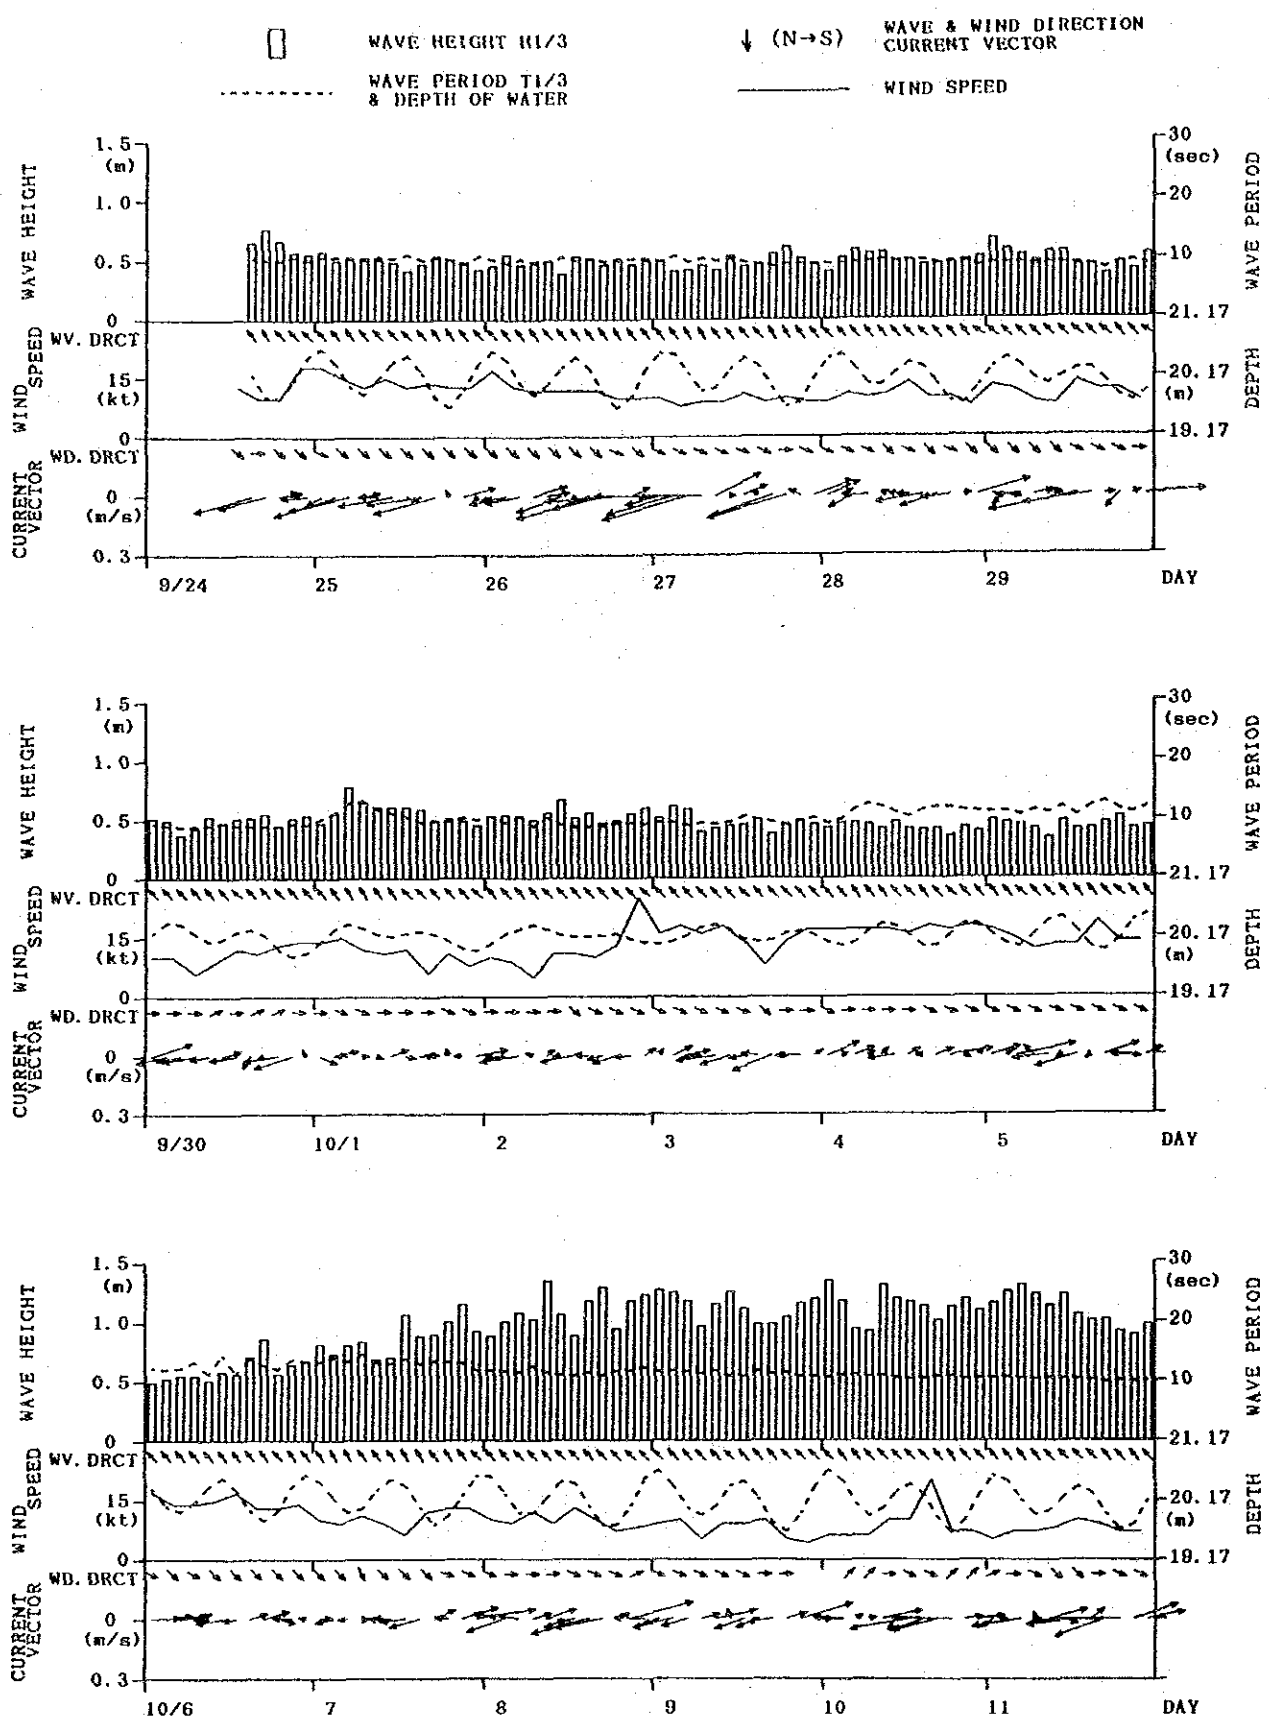 WAVE HEIGHT H1/3
(N→S)
WAVE & WIND DIRECTION
CURRENT VECTOR
WAVE PERIOD T1/3
& DEPTH OF WATER
WIND SPEED
WAVE HEIGHT
1.5
(m)
1.0
0.5
0
30
(sec)
20
10
21.17
WAVE PERIOD
WV. DRCT
WIND SPEED
15
(kt)
0
20.17
(m)
19.17
DEPTH
WD. DRCT
CURRENT VECTOR
0
(m/s)
0.3
9/24 25 26 27 28 29 DAY
WAVE HEIGHT
1.5
(m)
1.0
0.5
0
30
(sec)
20
10
21.17
WAVE PERIOD
WV. DRCT
WIND SPEED
15
(kt)
0
20.17
(m)
19.17
DEPTH
WD. DRCT
CURRENT VECTOR
0
(m/s)
0.3
9/30 10/1 2 3 4 5 DAY
WAVE HEIGHT
1.5
(m)
1.0
0.5
0
30
(sec)
20
10
21.17
WAVE PERIOD
WV. DRCT
WIND SPEED
15
(kt)
0
20.17
(m)
19.17
DEPTH
WD. DRCT
CURRENT VECTOR
0
(m/s)
0.3
10/6 7 8 9 10 11 DAY